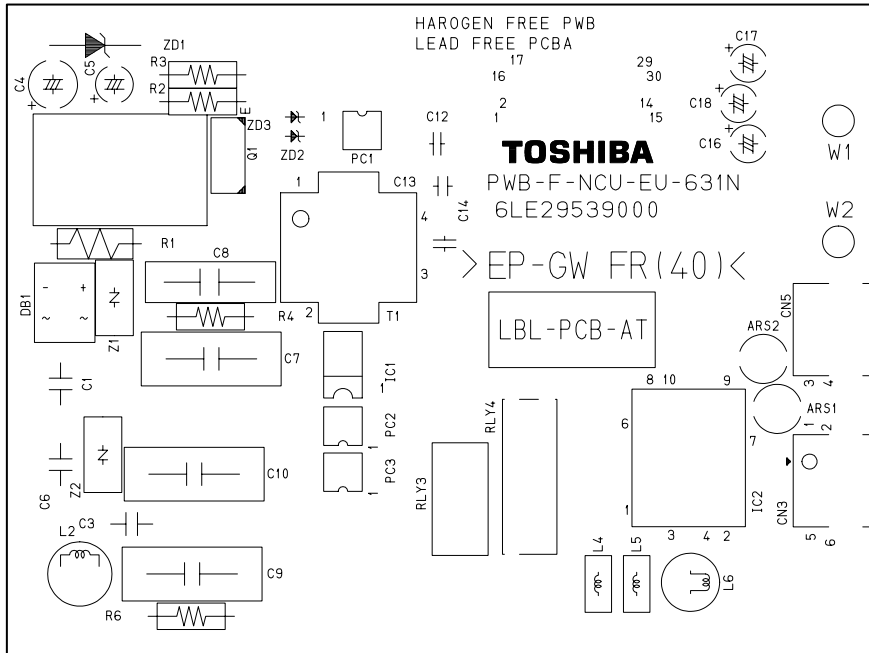 HAROGEN FREE PWB
LEAD FREE PCBA
17
29
16
30
2
14
1
15
C17
C18
C16
+
+
+
ZD1
C4
C5
+
+
R3
R2
E
ZD3
Q1
ZD2
1
PC1
C12
TOSHIBA
PWB-F-NCU-EU-631N
6LE29539000
W1
W2
1
C13
4
C14
3
2
T1
>EP-GW FR(40)<
LBL-PCB-AT
R1
C8
DB1
-
+
~
~
Z1
R4
C7
C1
1
IC1
PC2
1
PC3
1
C6
Z2
C10
C3
L2
C9
R6
RLY4
RLY3
8 10
9
6
7
1
3
4
2
IC2
L4
L5
L6
ARS2
ARS1
CN5
3
4
1
2
CN3
5
6